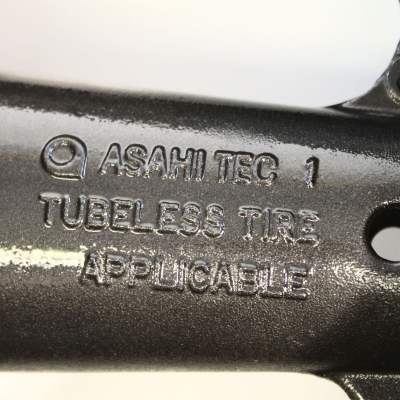 ASAHI TEC 1
TUBELESS TIRE
APPLICABLE